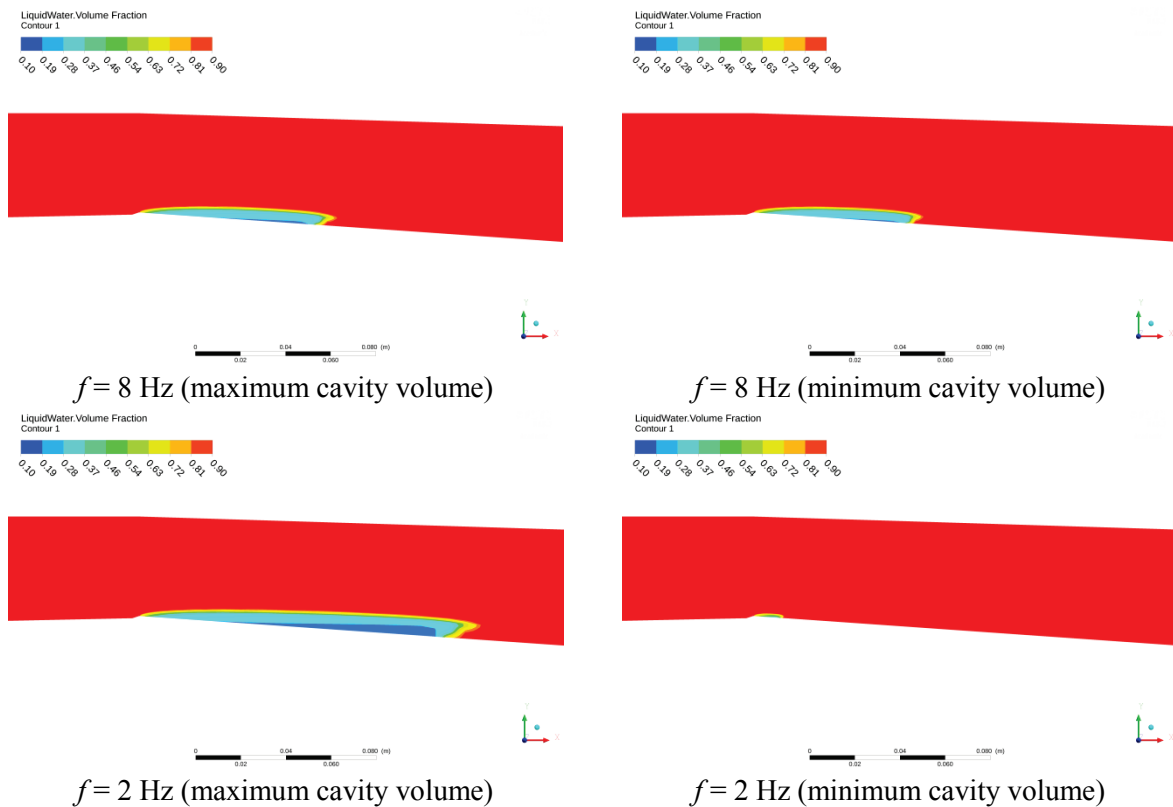 LiquidWater.Volume Fraction
Contour 1
0.10 0.19 0.28 0.37 0.46 0.54 0.63 0.72 0.81 0.90
Y
X
0 0.04 0.080 (m)
0.02 0.060
f = 8 Hz (maximum cavity volume)
LiquidWater.Volume Fraction
Contour 1
0.10 0.19 0.28 0.37 0.46 0.54 0.63 0.72 0.81 0.90
Y
X
0 0.04 0.080 (m)
0.02 0.060
f = 8 Hz (minimum cavity volume)
LiquidWater.Volume Fraction
Contour 1
0.10 0.19 0.28 0.37 0.46 0.54 0.63 0.72 0.81 0.90
Y
X
0 0.04 0.080 (m)
0.02 0.060
f = 2 Hz (maximum cavity volume)
LiquidWater.Volume Fraction
Contour 1
0.10 0.19 0.28 0.37 0.46 0.54 0.63 0.72 0.81 0.90
Y
X
0 0.04 0.080 (m)
0.02 0.060
f = 2 Hz (minimum cavity volume)